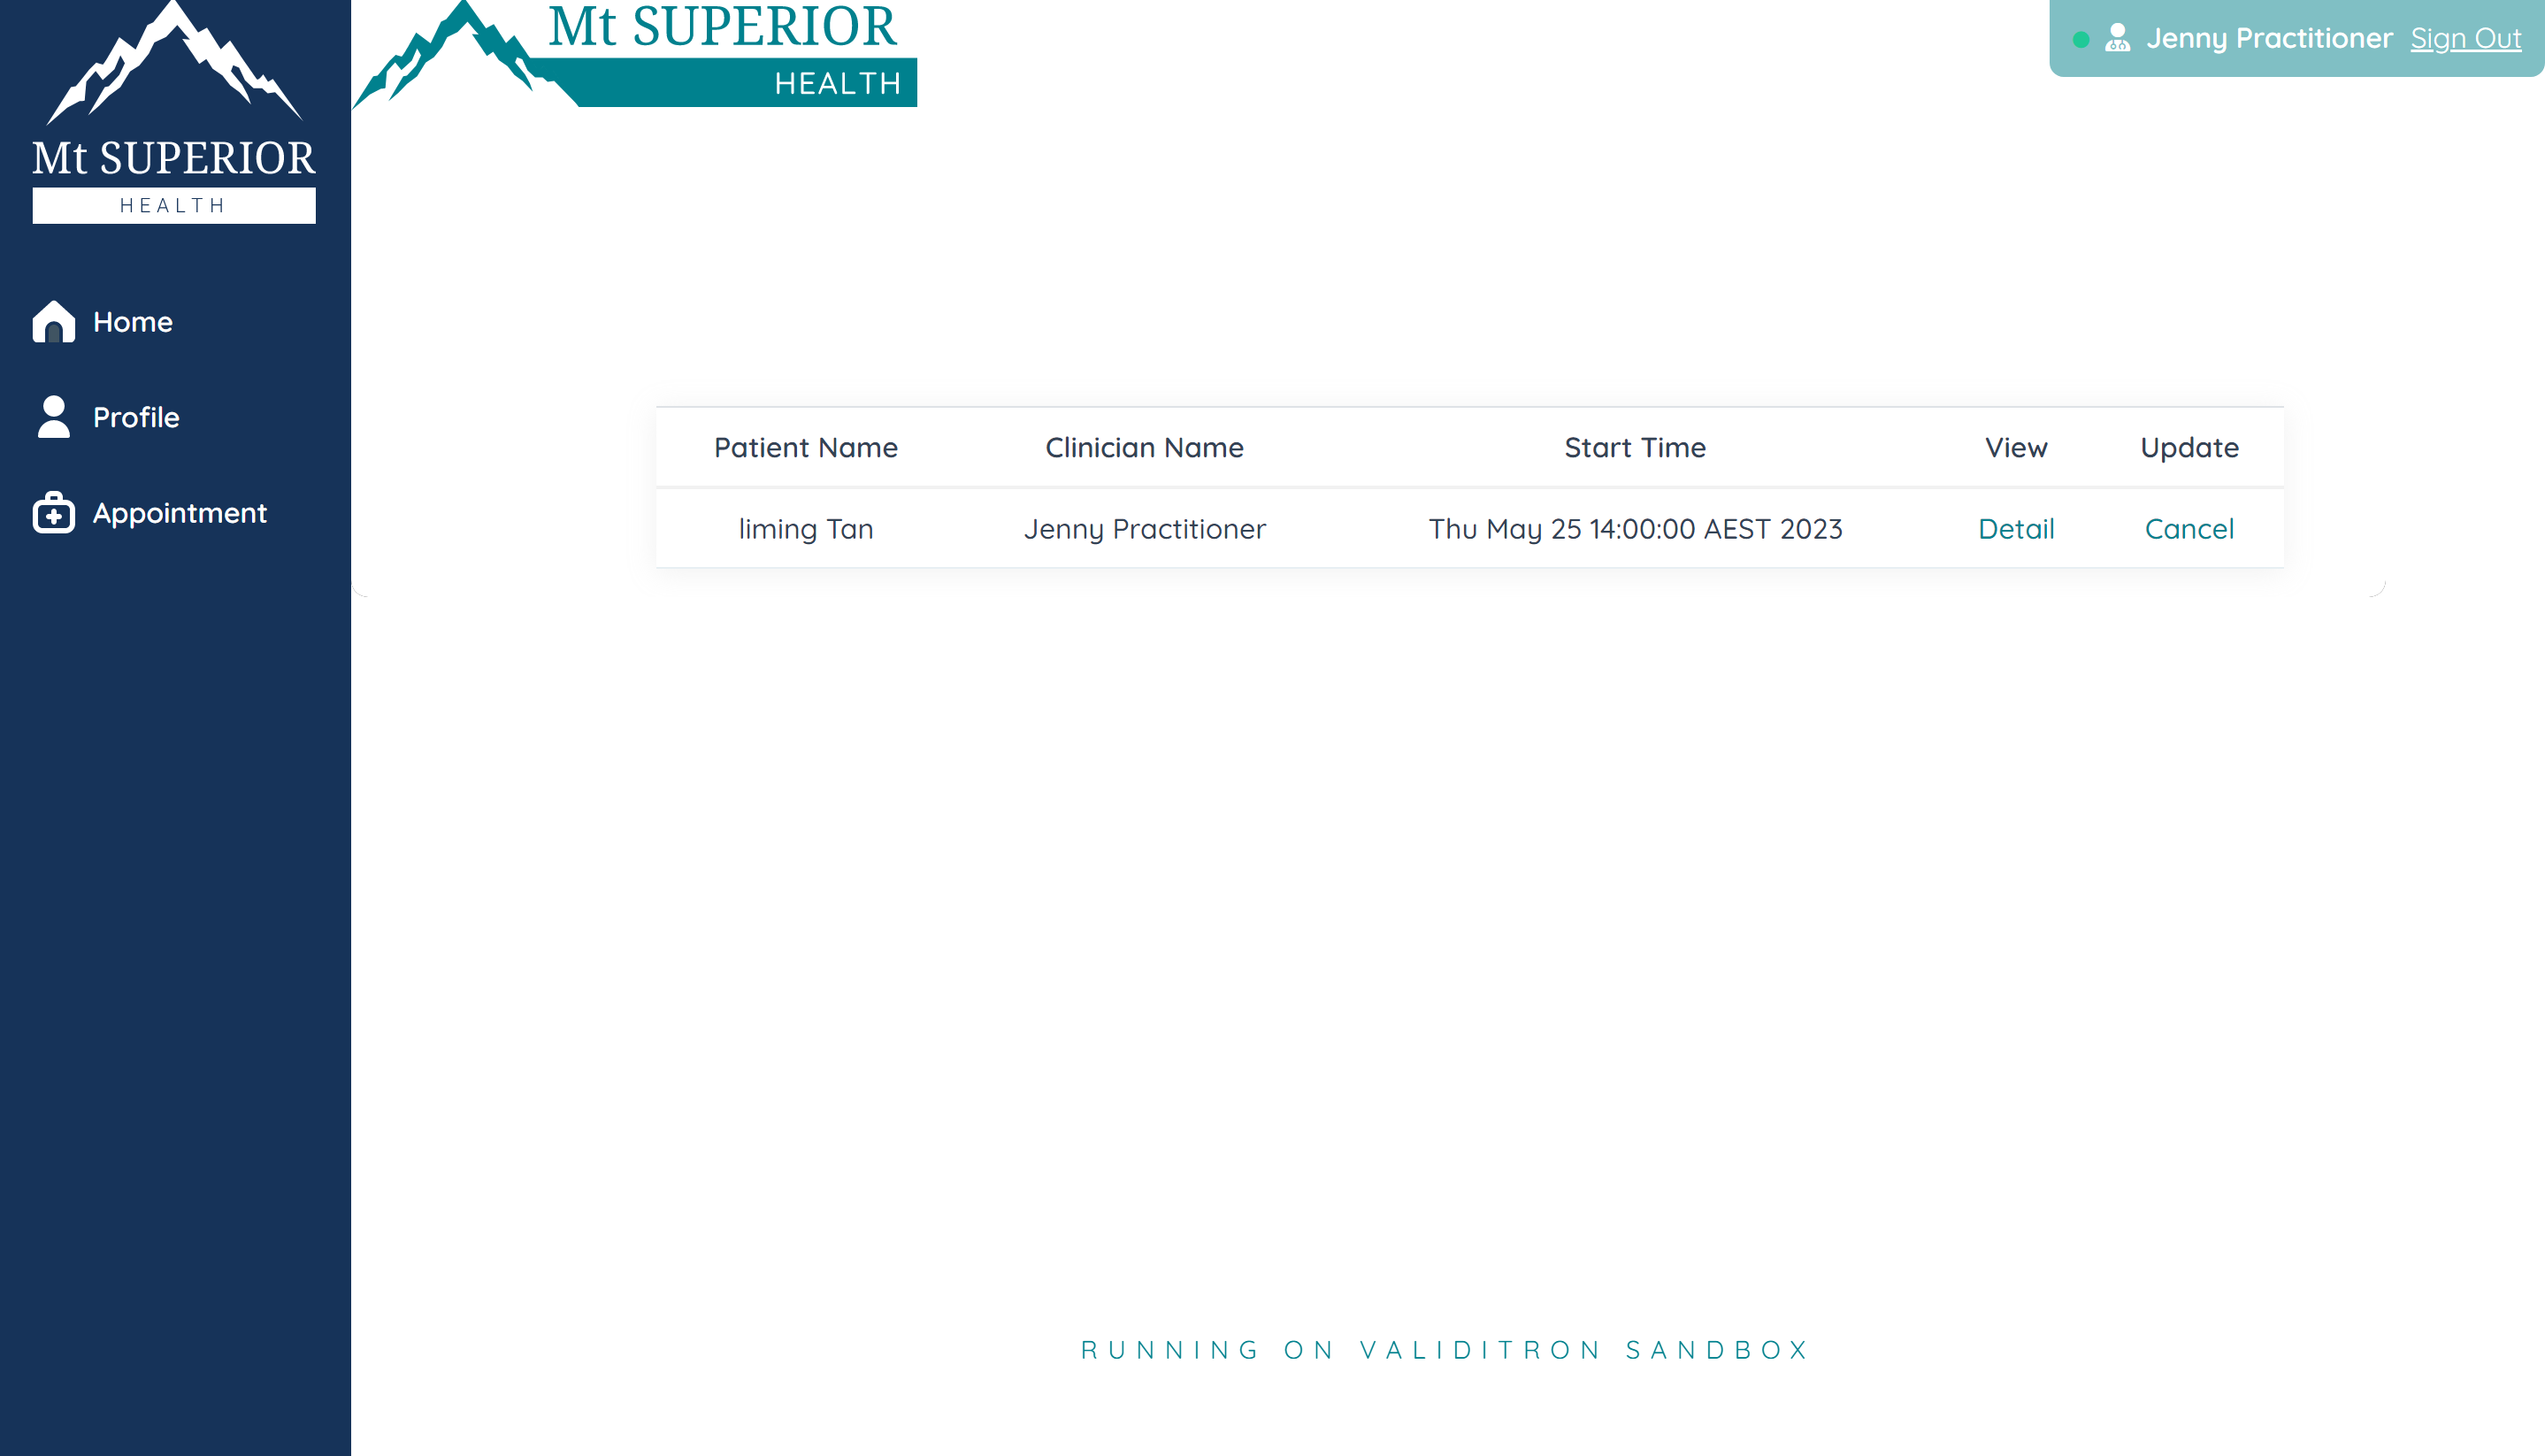 Mt SUPERIOR
HEALTH
Home
Profile
Appointment
Mt SUPERIOR
HEALTH
Jenny Practitioner Sign Out
Patient Name Clinician Name Start Time View Update
liming Tan Jenny Practitioner Thu May 25 14:00:00 AEST 2023 Detail Cancel
RUNNING ON VALIDITRON SANDBOX